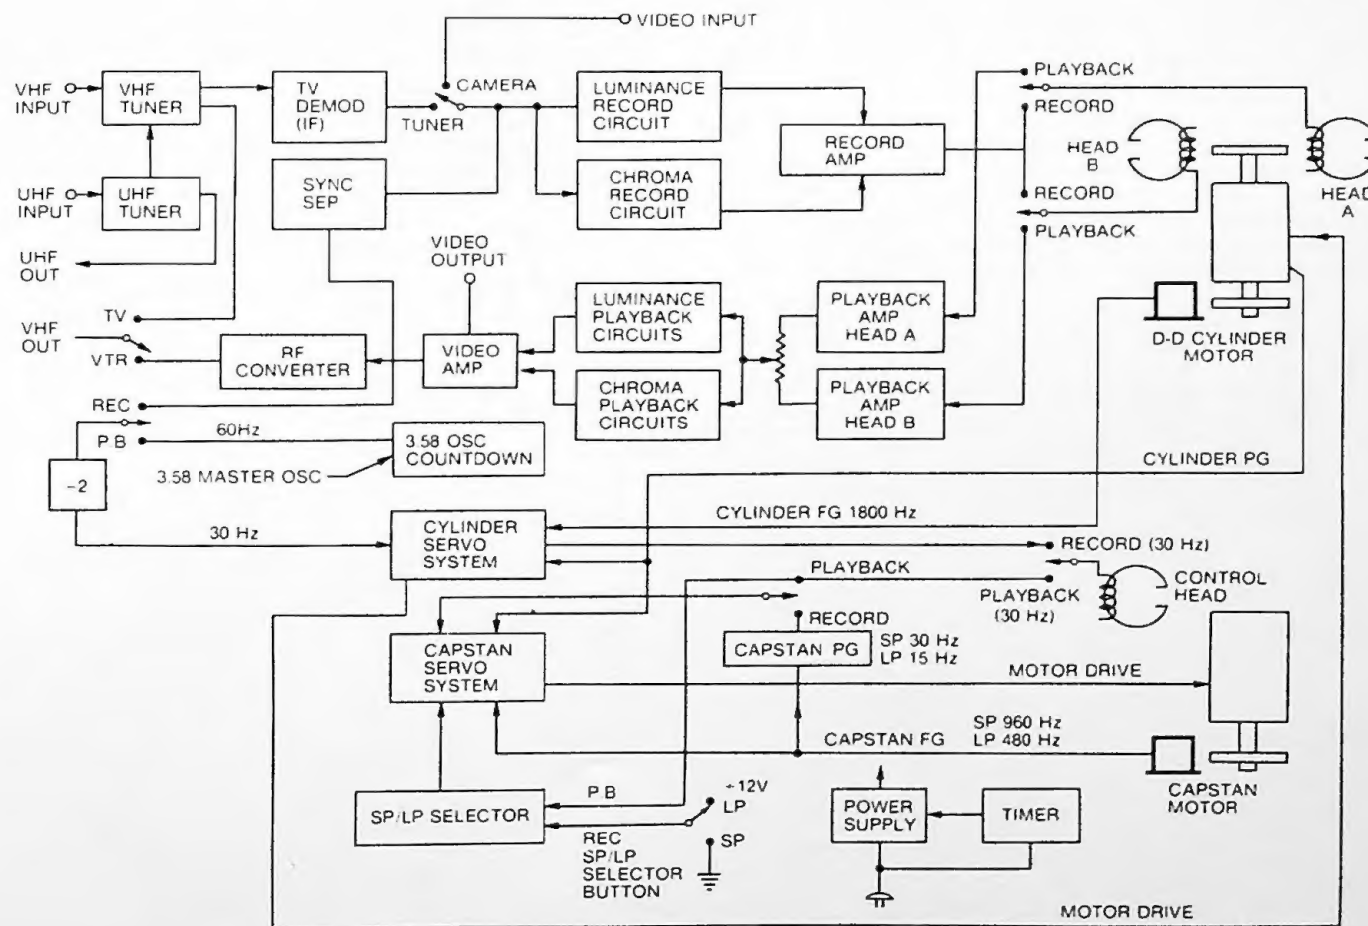 VIDEO INPUT
VHF
INPUT
VHF
TUNER
TV
DEMOD
(IF)
CAMERA
TUNER
LUMINANCE
RECORD
CIRCUIT
RECORD
AMP
PLAYBACK
RECORD
HEAD
B
HEAD
A
UHF
INPUT
UHF
TUNER
SYNC
SEP
CHROMA
RECORD
CIRCUIT
RECORD
PLAYBACK
UHF
OUT
VIDEO
OUTPUT
TV
VHF
OUT
VTR
RF
CONVERTER
VIDEO
AMP
LUMINANCE
PLAYBACK
CIRCUITS
PLAYBACK
AMP
HEAD A
D-D CYLINDER
MOTOR
REC
P B
60Hz
3.58 OSC
COUNTDOWN
3.58 MASTER OSC
CHROMA
PLAYBACK
CIRCUITS
PLAYBACK
AMP
HEAD B
CYLINDER PG
-2
30 Hz
CYLINDER
SERVO
SYSTEM
CYLINDER FG 1800 Hz
RECORD (30 Hz)
PLAYBACK
PLAYBACK
(30 Hz)
CONTROL
HEAD
RECORD
CAPSTAN PG
SP 30 Hz
LP 15 Hz
CAPSTAN
SERVO
SYSTEM
MOTOR DRIVE
SP 960 Hz
LP 480 Hz
CAPSTAN FG
CAPSTAN
MOTOR
SP/LP SELECTOR
P B
REC
SP/LP
SELECTOR
BUTTON
+12V
LP
SP
POWER
SUPPLY
TIMER
MOTOR DRIVE